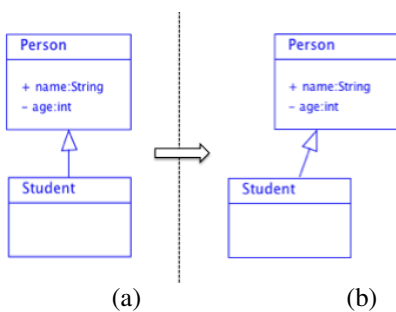 Person
+ name:String
- age:int
Student
(a)
Person
+ name:String
- age:int
Student
(b)